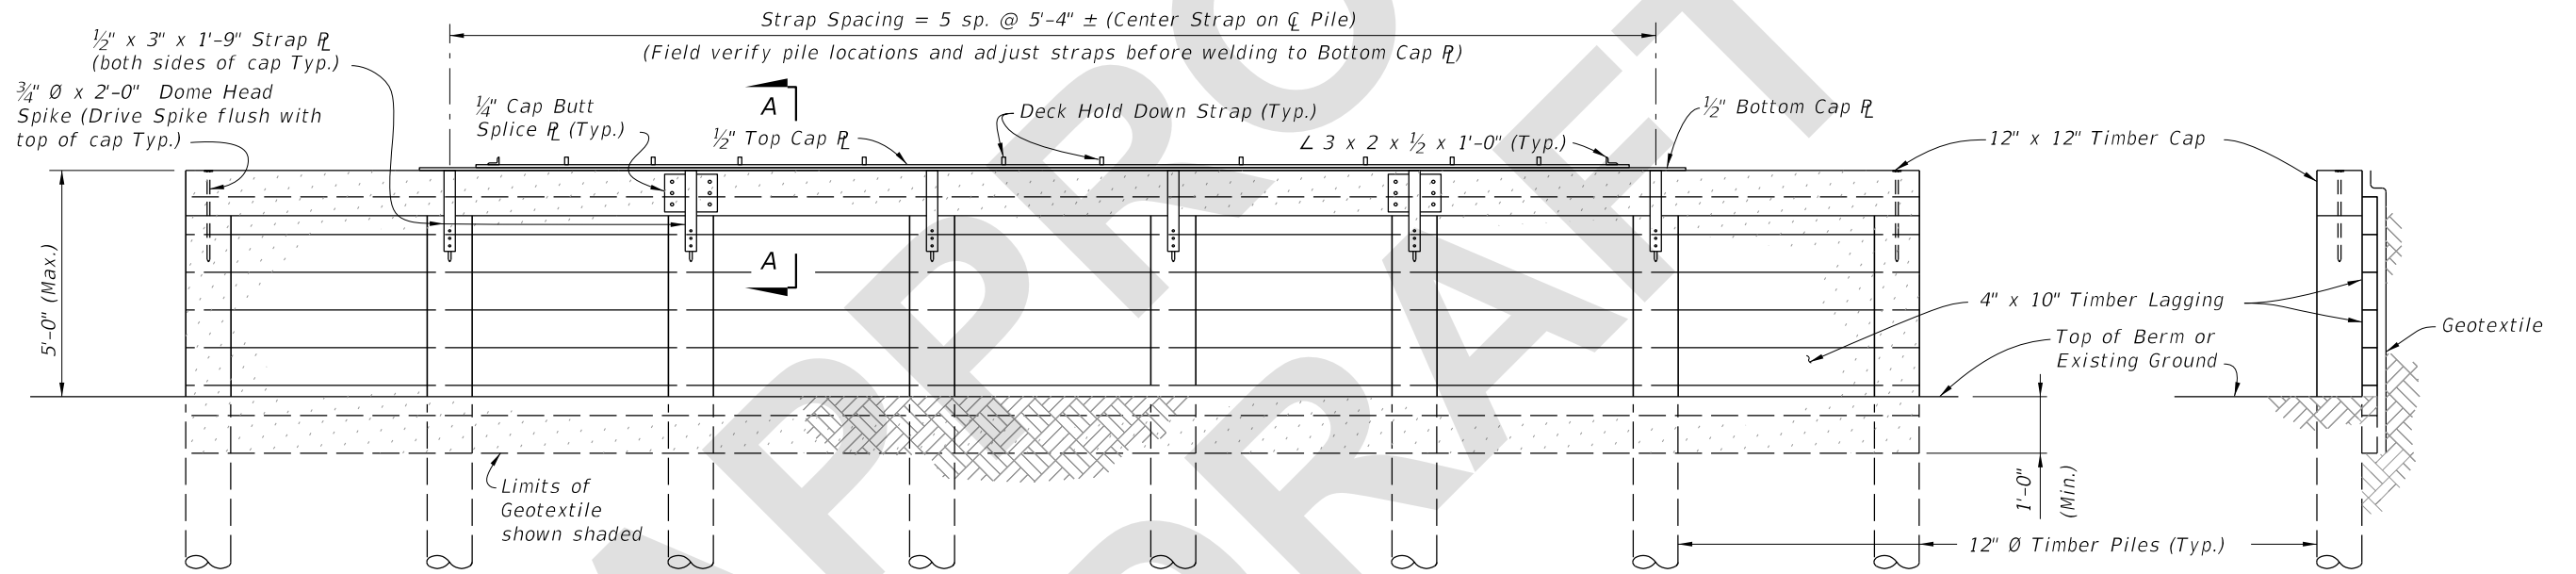 Strap Spacing = 5 sp. @ 5'-4" ± (Center Strap on ℄ Pile)
(Field verify pile locations and adjust straps before welding to Bottom Cap ⅊)
½" x 3" x 1'-9" Strap ⅊
(both sides of cap Typ.)
¾" Ø x 2'-0" Dome Head
Spike (Drive Spike flush with
top of cap Typ.)
¼" Cap Butt
Splice ⅊ (Typ.)
A
½" Top Cap ⅊
Deck Hold Down Strap (Typ.)
∠ 3 x 2 x ½ x 1'-0" (Typ.)
½" Bottom Cap ⅊
12" x 12" Timber Cap
A
5'-0" (Max.)
4" x 10" Timber Lagging
Top of Berm or
Existing Ground
Geotextile
Limits of
Geotextile
shown shaded
1'-0"
(Min.)
12" Ø Timber Piles (Typ.)
DRAFT